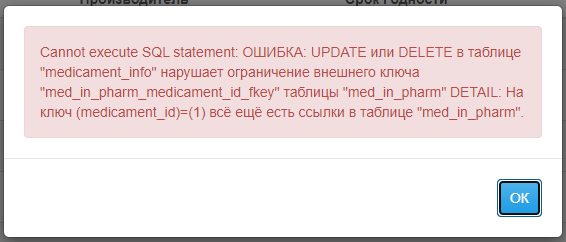 Производитель Срок годности
Cannot execute SQL statement: ОШИБКА: UPDATE или DELETE в таблице
"medicament_info" нарушает ограничение внешнего ключа
"med_in_pharm_medicament_id_fkey" таблицы "med_in_pharm" DETAIL: На
ключ (medicament_id)=(1) всё ещё есть ссылки в таблице "med_in_pharm".
ОК